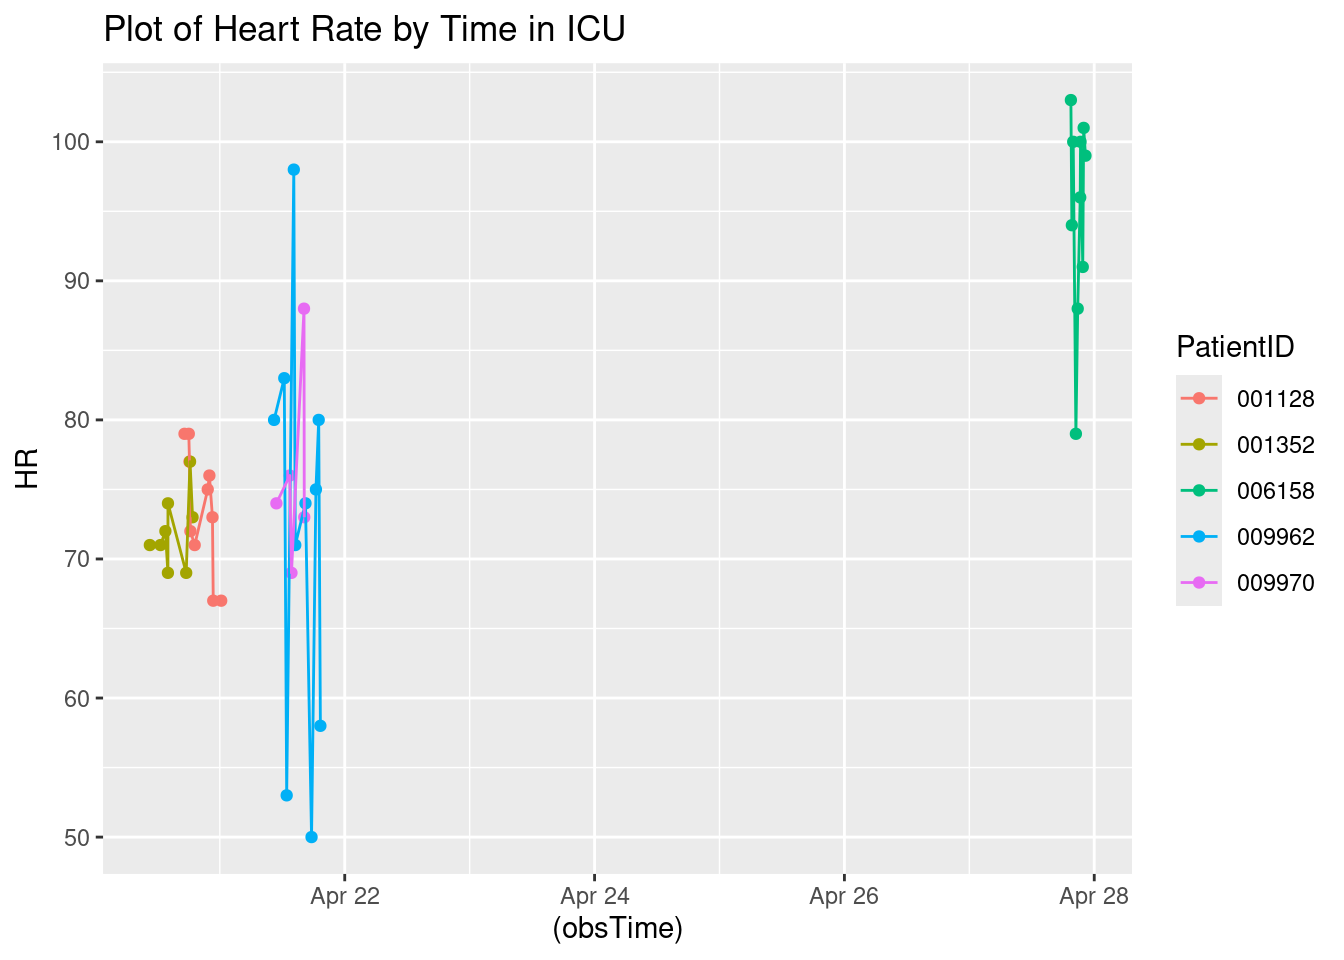 Plot of Heart Rate by Time in ICU
HR
100
90
80
70
60
50
Apr 22 Apr 24 Apr 26 Apr 28
(obsTime)
PatientID
001128
001352
006158
009962
009970